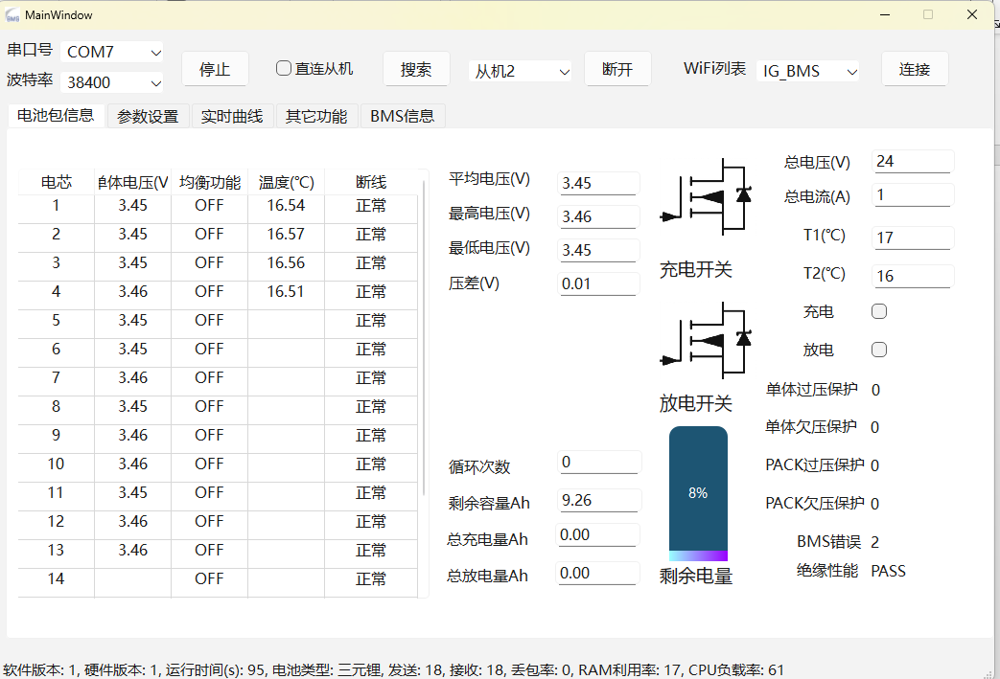 MainWindow
串口号 COM7
波特率 38400
停止
直连从机
搜索
从机2
断开
WiFi列表 IG_BMS
连接
电池包信息 参数设置 实时曲线 其它功能 BMS信息
电芯 单体电压(V 均衡功能 温度(℃) 断线
1 3.45 OFF 16.54 正常
2 3.45 OFF 16.57 正常
3 3.45 OFF 16.56 正常
4 3.46 OFF 16.51 正常
5 3.45 OFF 正常
6 3.45 OFF 正常
7 3.46 OFF 正常
8 3.45 OFF 正常
9 3.46 OFF 正常
10 3.46 OFF 正常
11 3.45 OFF 正常
12 3.46 OFF 正常
13 3.46 OFF 正常
14 OFF 正常
平均电压(V) 3.45
最高电压(V) 3.46
最低电压(V) 3.45
压差(V) 0.01
循环次数 0
剩余容量Ah 9.26
总充电量Ah 0.00
总放电量Ah 0.00
充电开关
放电开关
8%
剩余电量
总电压(V) 24
总电流(A) 1
T1(℃) 17
T2(℃) 16
充电
放电
单体过压保护 0
单体欠压保护 0
PACK过压保护 0
PACK欠压保护 0
BMS错误 2
绝缘性能 PASS
软件版本: 1, 硬件版本: 1, 运行时间(s): 95, 电池类型: 三元锂, 发送: 18, 接收: 18, 丢包率: 0, RAM利用率: 17, CPU负载率: 61